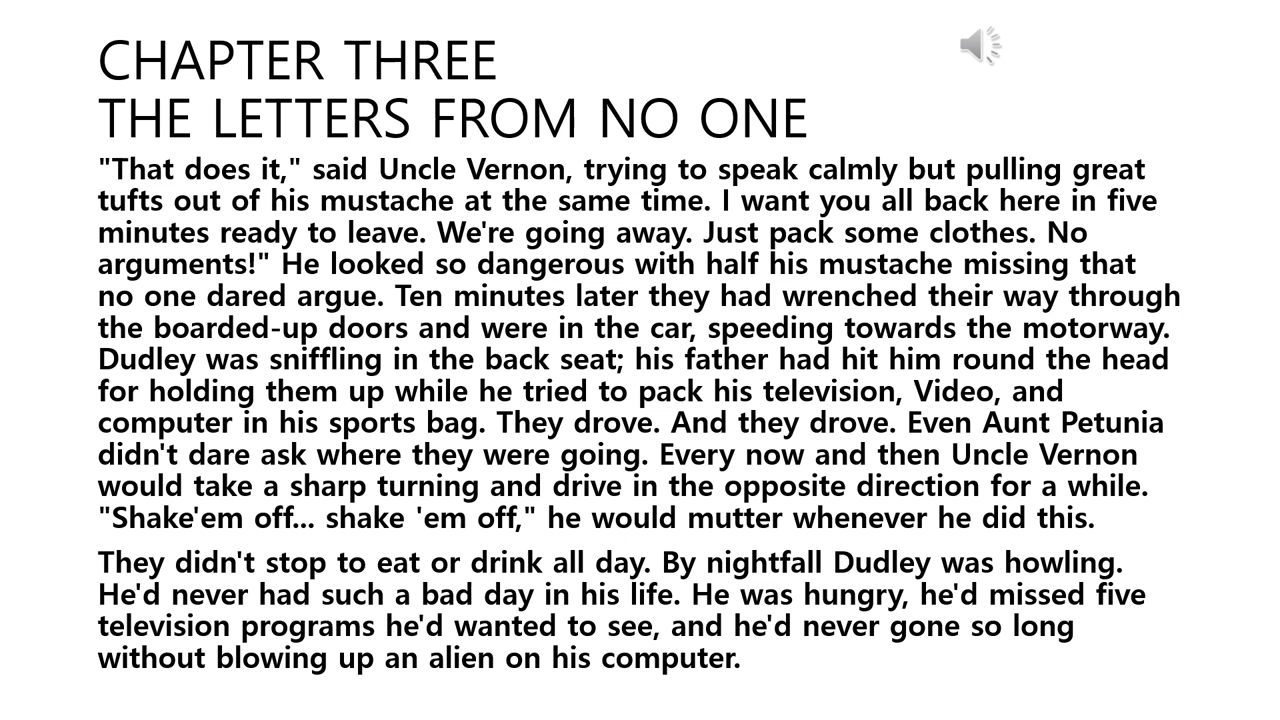 CHAPTER THREE
THE LETTERS FROM NO ONE
"That does it," said Uncle Vernon, trying to speak calmly but pulling great
tufts out of his mustache at the same time. I want you all back here in five
minutes ready to leave. We're going away. Just pack some clothes. No
arguments!" He looked so dangerous with half his mustache missing that
no one dared argue. Ten minutes later they had wrenched their way through
the boarded-up doors and were in the car, speeding towards the motorway.
Dudley was sniffling in the back seat; his father had hit him round the head
for holding them up while he tried to pack his television, Video, and
computer in his sports bag. They drove. And they drove. Even Aunt Petunia
didn't dare ask where they were going. Every now and then Uncle Vernon
would take a sharp turning and drive in the opposite direction for a while.
"Shake'em off... shake 'em off," he would mutter whenever he did this.
They didn't stop to eat or drink all day. By nightfall Dudley was howling.
He'd never had such a bad day in his life. He was hungry, he'd missed five
television programs he'd wanted to see, and he'd never gone so long
without blowing up an alien on his computer.